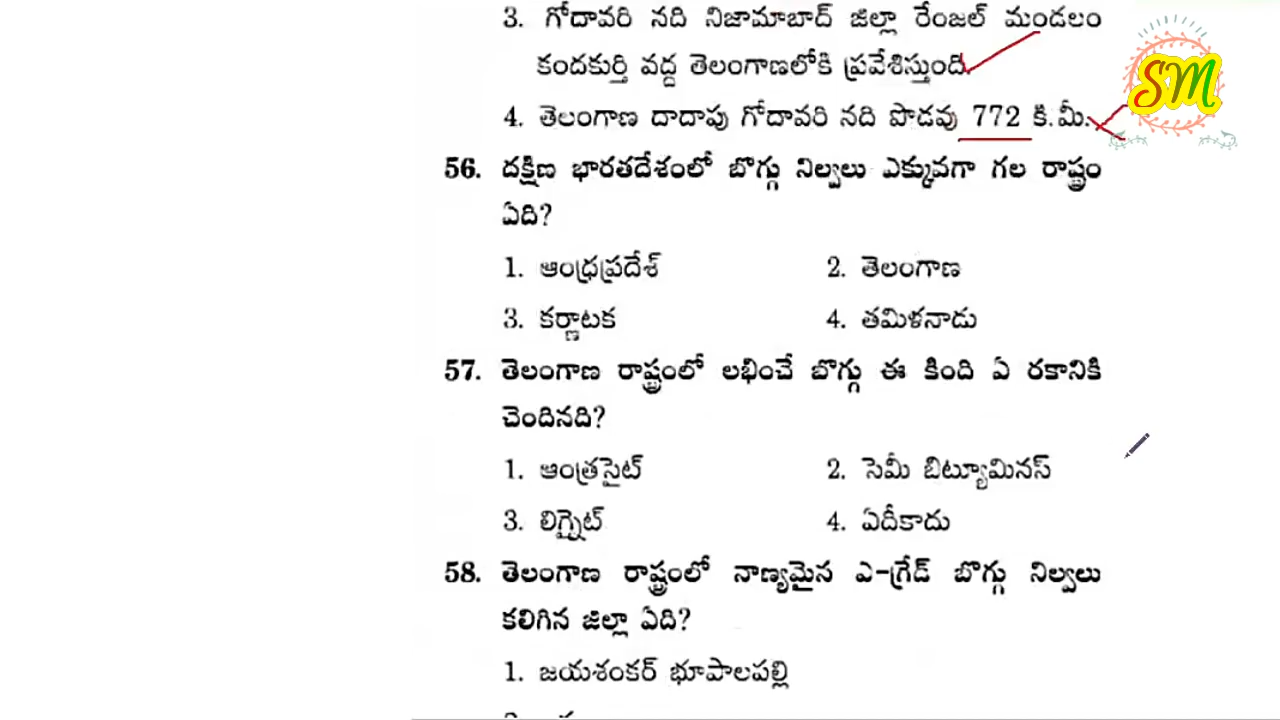 3. గోదావరి నది నిజామాబాద్ జిల్లా రేంజల్ మండలం
కందకుర్తి వద్ద తెలంగాణలోకి ప్రవేశిస్తుంది.
4. తెలంగాణ దాదాపు గోదావరి నది పొడవు 772 కి.మీ.
SM
56. దక్షిణ భారతదేశంలో బొగ్గు నిల్వలు ఎక్కువగా గల రాష్ట్రం
ఏది?
1. ఆంధ్రప్రదేశ్ 2. తెలంగాణ
3. కర్ణాటక 4. తమిళనాడు
57. తెలంగాణ రాష్ట్రంలో లభించే బొగ్గు ఈ కింది ఏ రకానికి
చెందినది?
1. ఆంత్రసైట్ 2. సెమీ బిట్యూమినస్
3. లిగ్నైట్ 4. ఏదీకాదు
58. తెలంగాణ రాష్ట్రంలో నాణ్యమైన ఎ-గ్రేడ్ బొగ్గు నిల్వలు
కలిగిన జిల్లా ఏది?
1. జయశంకర్ భూపాలపల్లి